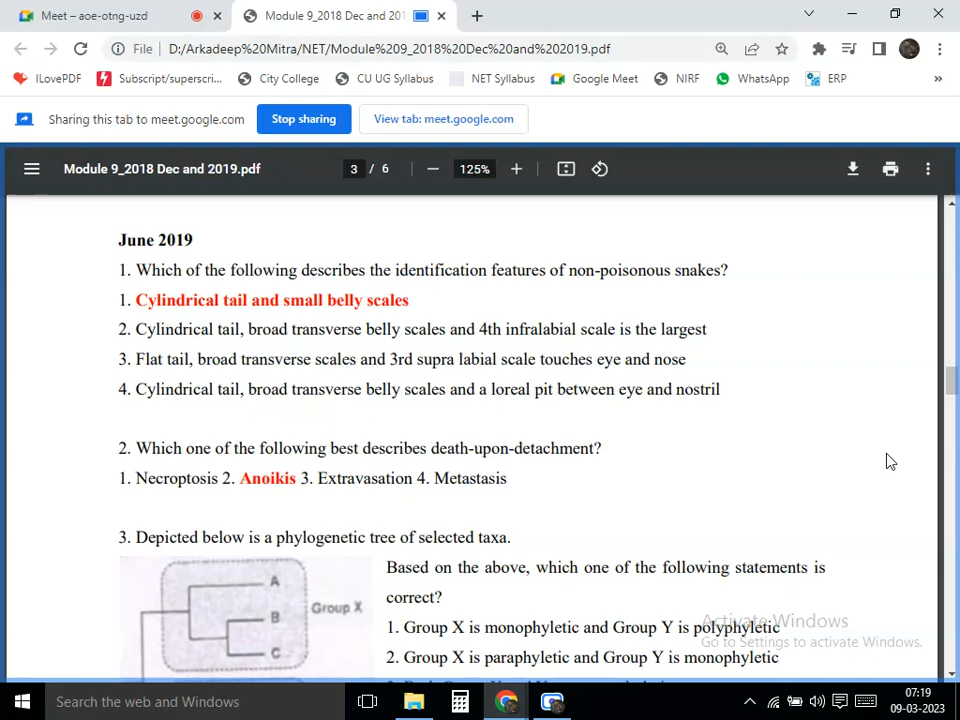 Meet – aoe-otng-uzd
Module 9_2018 Dec and 201
File
D:/Arkadeep%20Mitra/NET/Module%209_2018%20Dec%20and%202019.pdf
ILovePDF
Subscript/superscri...
City College
CU UG Syllabus
NET Syllabus
Google Meet
NIRF
WhatsApp
ERP
»
Sharing this tab to meet.google.com
Stop sharing
View tab: meet.google.com
Module 9_2018 Dec and 2019.pdf
3 / 6
125%
June 2019
1. Which of the following describes the identification features of non-poisonous snakes?
1. Cylindrical tail and small belly scales
2. Cylindrical tail, broad transverse belly scales and 4th infralabial scale is the largest
3. Flat tail, broad transverse scales and 3rd supra labial scale touches eye and nose
4. Cylindrical tail, broad transverse belly scales and a loreal pit between eye and nostril
2. Which one of the following best describes death-upon-detachment?
1. Necroptosis 2. Anoikis 3. Extravasation 4. Metastasis
3. Depicted below is a phylogenetic tree of selected taxa.
A
B
C
Group X
Based on the above, which one of the following statements is
correct?
1. Group X is monophyletic and Group Y is polyphyletic
2. Group X is paraphyletic and Group Y is monophyletic
Activate Windows
Go to Settings to activate Windows.
Type here to search and Windows
07:19
09-03-2023